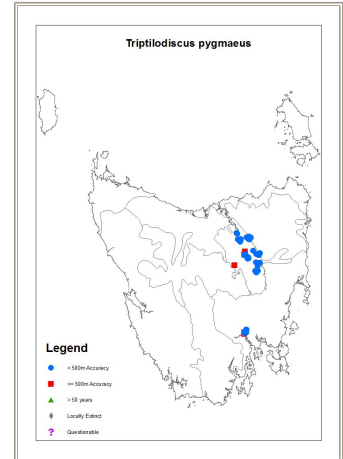 Triptilodiscus pygmaeus
Legend
< 500m Accuracy
>= 500m Accuracy
> 50 years
Locally Extinct
? Questionable